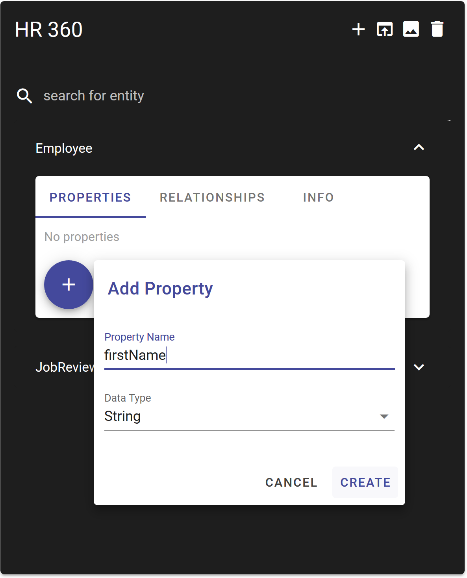 HR 360
search for entity
Employee
PROPERTIES RELATIONSHIPS INFO
No properties
Add Property
Property Name
firstName
JobReview
Data Type
String
CANCEL CREATE